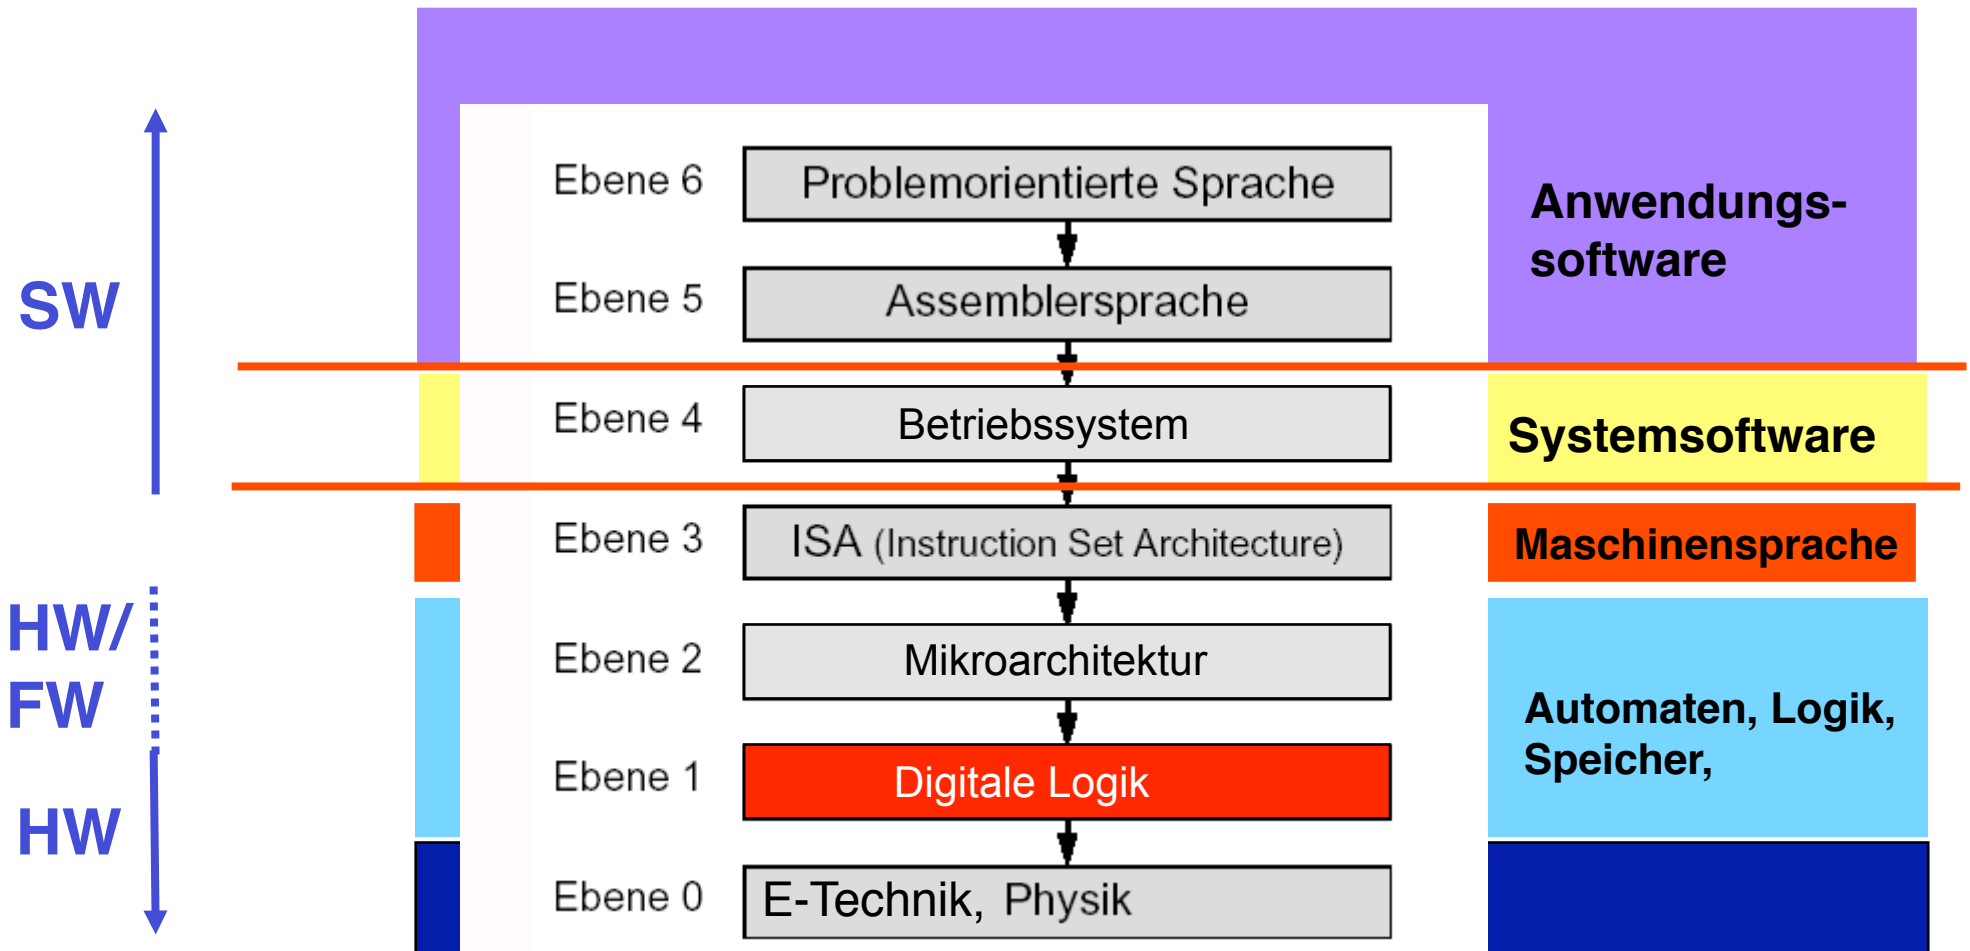 Ebene 6 Problemorientierte Sprache
Anwendungs-
software
Ebene 5 Assemblersprache
SW
Ebene 4 Betriebssystem Systemsoftware
Ebene 3 ISA (Instruction Set Architecture) Maschinensprache
HW/
FW
Ebene 2 Mikroarchitektur
Automaten, Logik,
Speicher,
Ebene 1 Digitale Logik
HW
Ebene 0 E-Technik, Physik